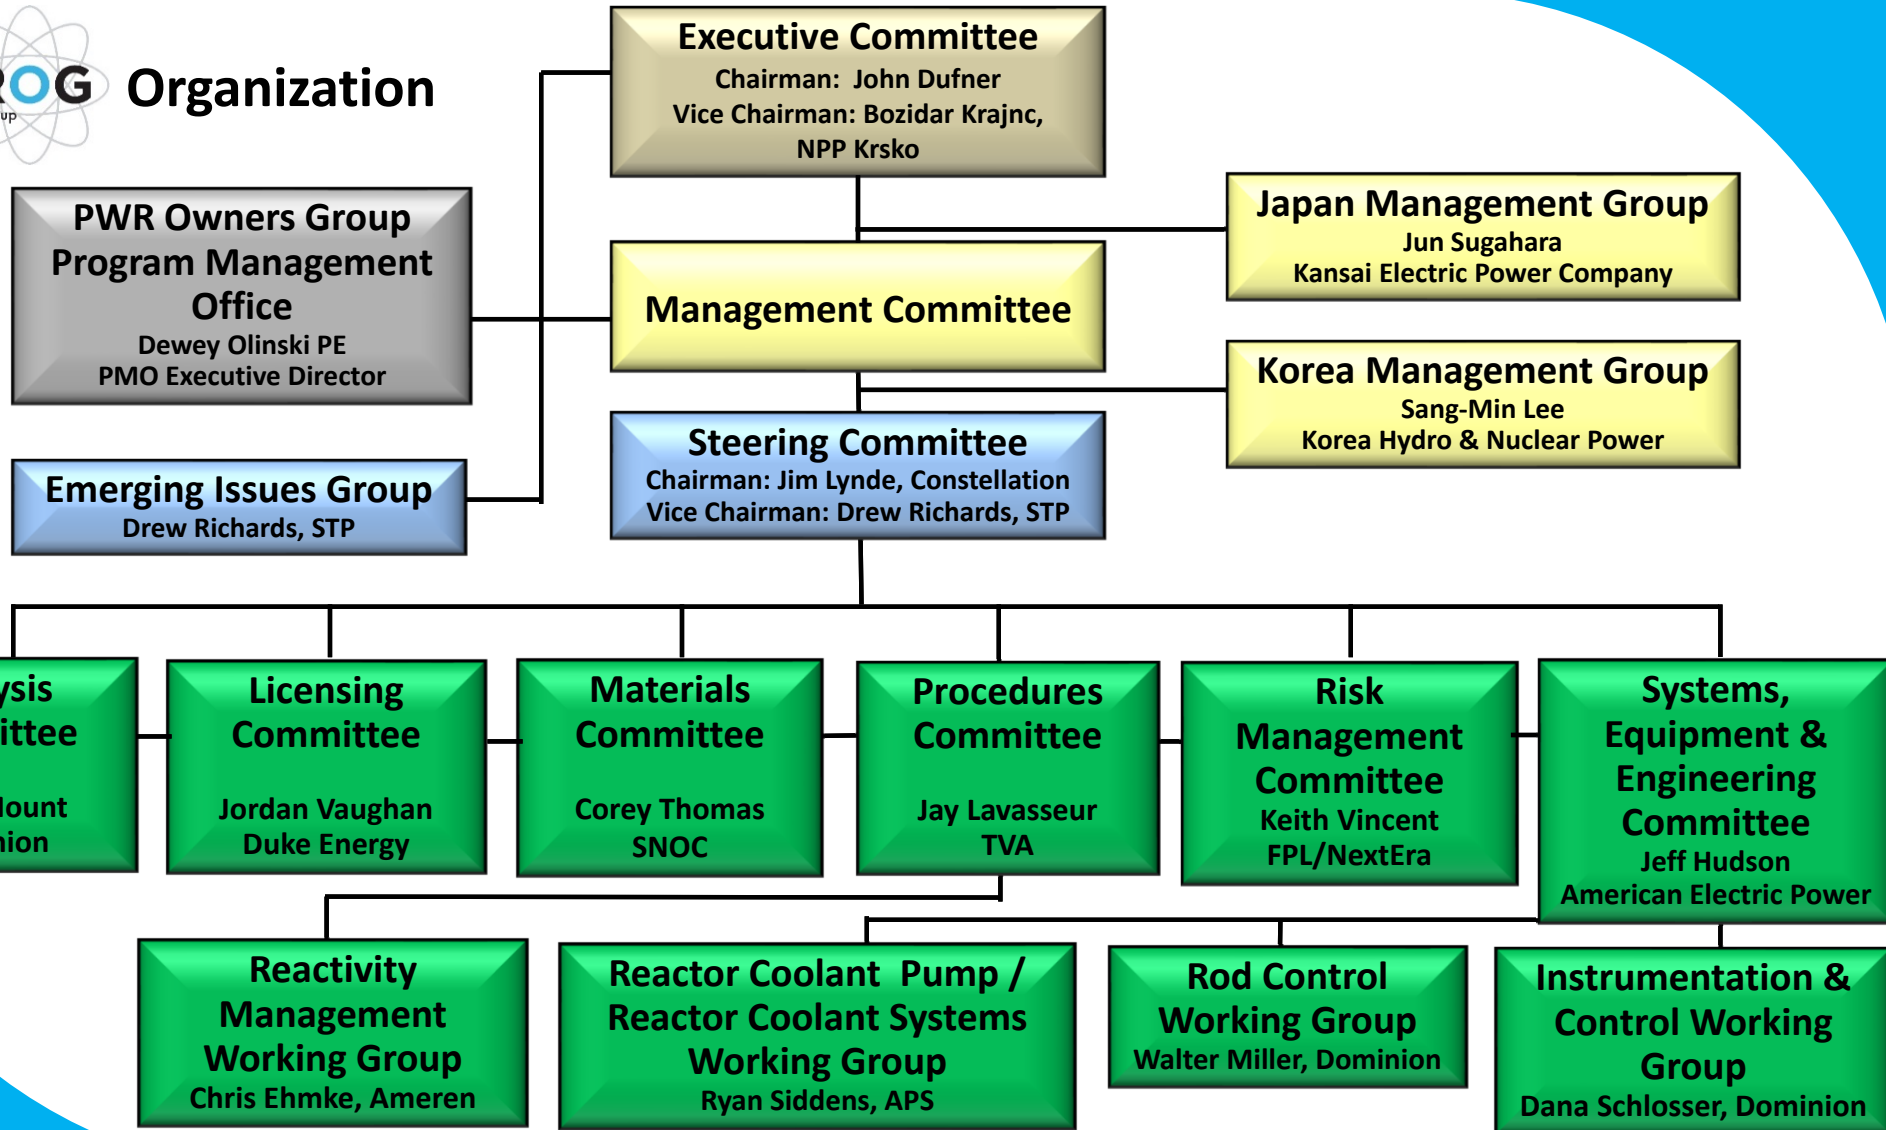 ROG
up
Organization
Executive Committee
Chairman: John Dufner
Vice Chairman: Bozidar Krajnc,
NPP Krsko
PWR Owners Group
Program Management
Office
Dewey Olinski PE
PMO Executive Director
Japan Management Group
Jun Sugahara
Kansai Electric Power Company
Management Committee
Korea Management Group
Sang-Min Lee
Korea Hydro & Nuclear Power
Steering Committee
Chairman: Jim Lynde, Constellation
Vice Chairman: Drew Richards, STP
Emerging Issues Group
Drew Richards, STP
ysis
ittee
ount
nion
Licensing
Committee
Jordan Vaughan
Duke Energy
Materials
Committee
Corey Thomas
SNOC
Procedures
Committee
Jay Lavasseur
TVA
Risk
Management
Committee
Keith Vincent
FPL/NextEra
Systems,
Equipment &
Engineering
Committee
Jeff Hudson
American Electric Power
Reactivity
Management
Working Group
Chris Ehmke, Ameren
Reactor Coolant Pump /
Reactor Coolant Systems
Working Group
Ryan Siddens, APS
Rod Control
Working Group
Walter Miller, Dominion
Instrumentation &
Control Working
Group
Dana Schlosser, Dominion